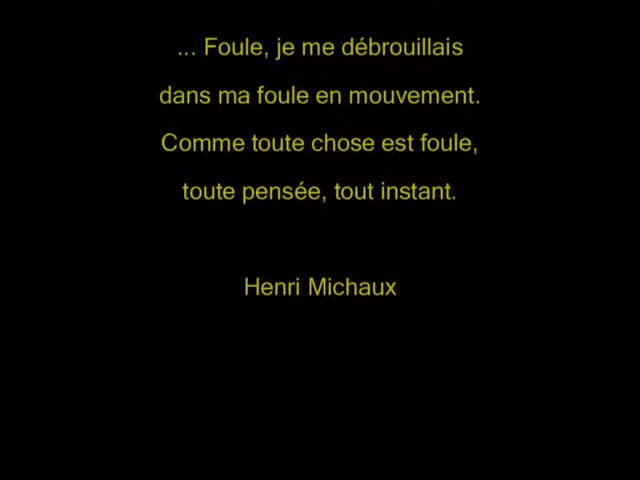 ... Foule, je me débrouillais
dans ma foule en mouvement.
Comme toute chose est foule,
toute pensée, tout instant.
Henri Michaux